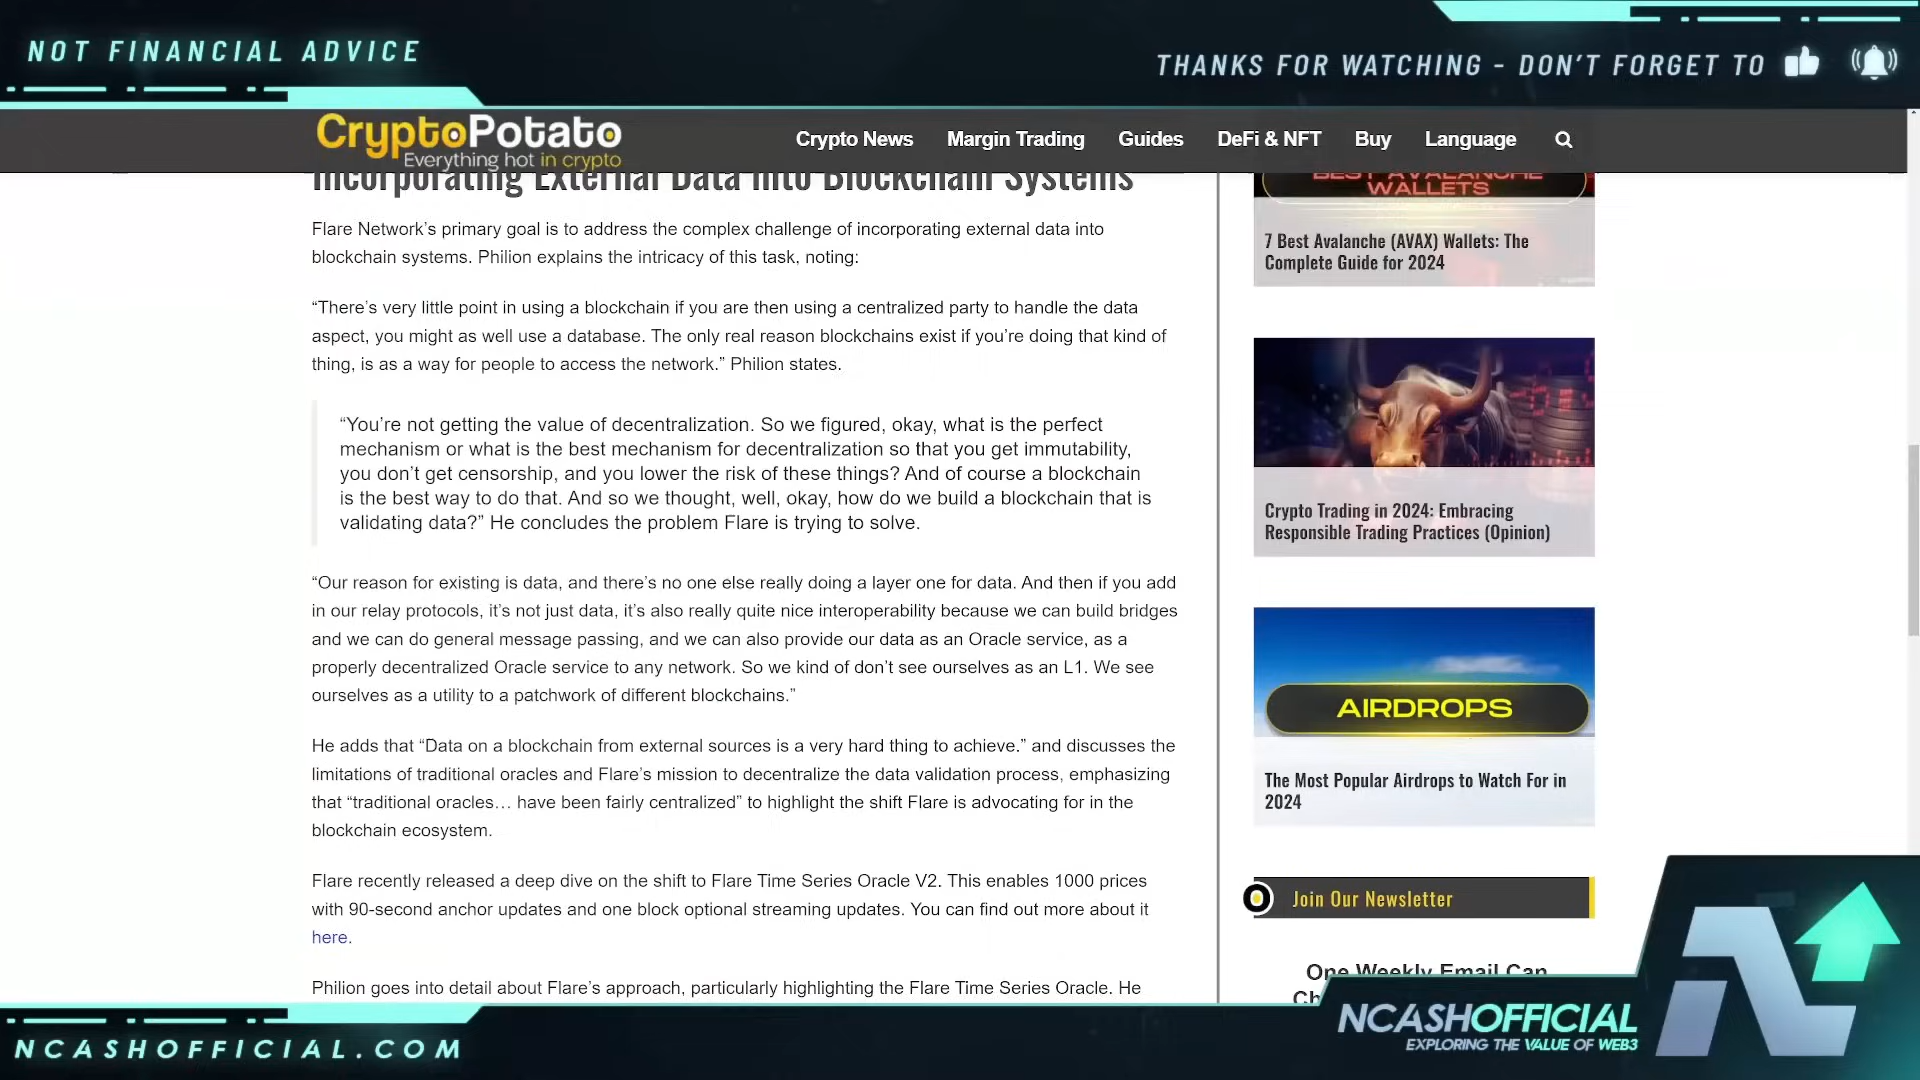 NOT FINANCIAL ADVICE
THANKS FOR WATCHING - DON'T FORGET TO
CryptoPotato
Everything hot in crypto
Crypto News Margin Trading Guides DeFi & NFT Buy Language
Incorporating External Data into Blockchain Systems
Flare Network’s primary goal is to address the complex challenge of incorporating external data into
blockchain systems. Philion explains the intricacy of this task, noting:
“There’s very little point in using a blockchain if you are then using a centralized party to handle the data
aspect, you might as well use a database. The only real reason blockchains exist if you’re doing that kind of
thing, is as a way for people to access the network.” Philion states.
“You’re not getting the value of decentralization. So we figured, okay, what is the perfect
mechanism or what is the best mechanism for decentralization so that you get immutability,
you don’t get censorship, and you lower the risk of these things? And of course a blockchain
is the best way to do that. And so we thought, well, okay, how do we build a blockchain that is
validating data?” He concludes the problem Flare is trying to solve.
“Our reason for existing is data, and there’s no one else really doing a layer one for data. And then if you add
in our relay protocols, it’s not just data, it’s also really quite nice interoperability because we can build bridges
and we can do general message passing, and we can also provide our data as an Oracle service, as a
properly decentralized Oracle service to any network. So we kind of don’t see ourselves as an L1. We see
ourselves as a utility to a patchwork of different blockchains.”
He adds that “Data on a blockchain from external sources is a very hard thing to achieve.” and discusses the
limitations of traditional oracles and Flare’s mission to decentralize the data validation process, emphasizing
that “traditional oracles… have been fairly centralized” to highlight the shift Flare is advocating for in the
blockchain ecosystem.
Flare recently released a deep dive on the shift to Flare Time Series Oracle V2. This enables 1000 prices
with 90-second anchor updates and one block optional streaming updates. You can find out more about it
here.
Philion goes into detail about Flare’s approach, particularly highlighting the Flare Time Series Oracle. He
BEST AVALANCHE
WALLETS
7 Best Avalanche (AVAX) Wallets: The
Complete Guide for 2024
Crypto Trading in 2024: Embracing
Responsible Trading Practices (Opinion)
AIRDROPS
The Most Popular Airdrops to Watch For in
2024
Join Our Newsletter
One Weekly Email Can
Ch
NCASHOFFICIAL.COM
NCASHOFFICIAL
EXPLORING THE VALUE OF WEB3